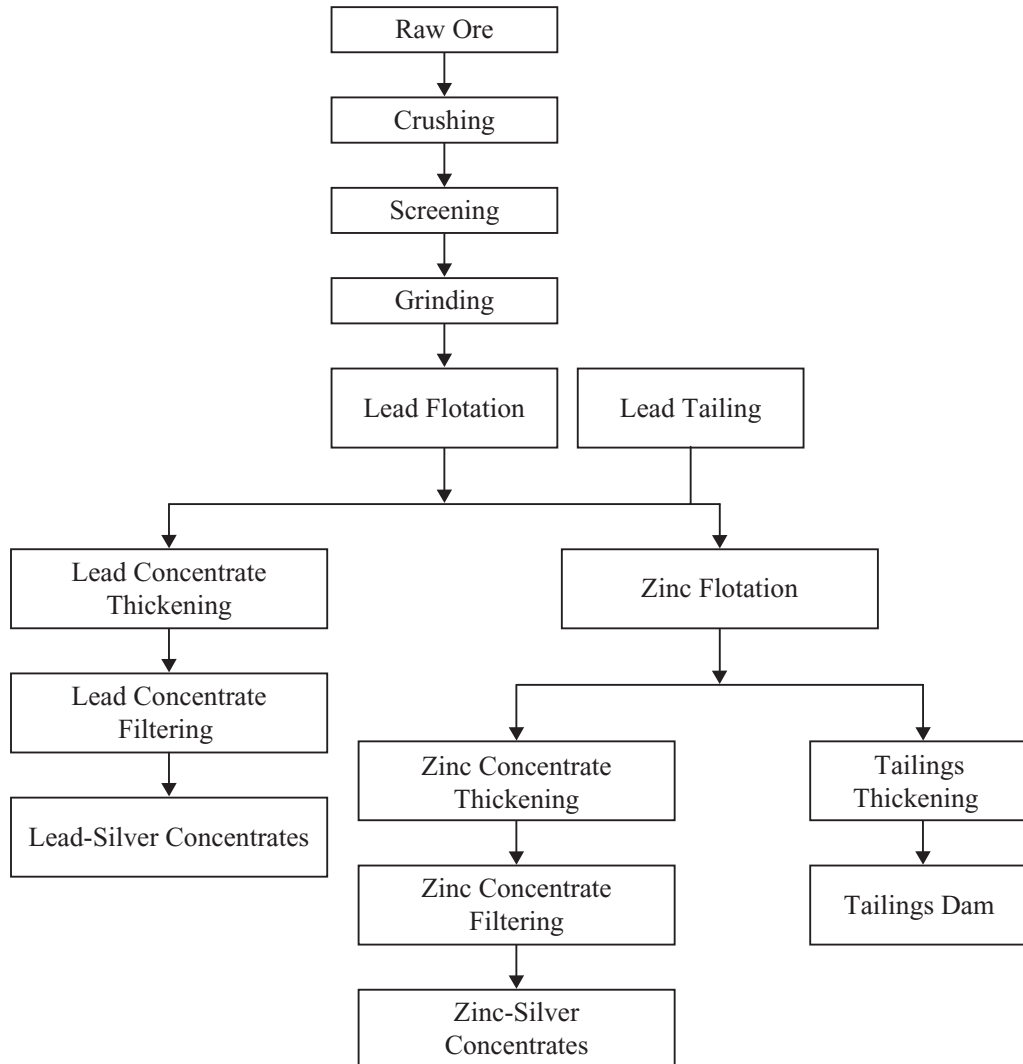 Raw Ore
Crushing
Screening
Grinding
Lead Flotation
Lead Tailing
Lead Concentrate
Thickening
Zinc Flotation
Lead Concentrate
Filtering
Zinc Concentrate
Thickening
Tailings
Thickening
Lead-Silver Concentrates
Zinc Concentrate
Filtering
Tailings Dam
Zinc-Silver
Concentrates